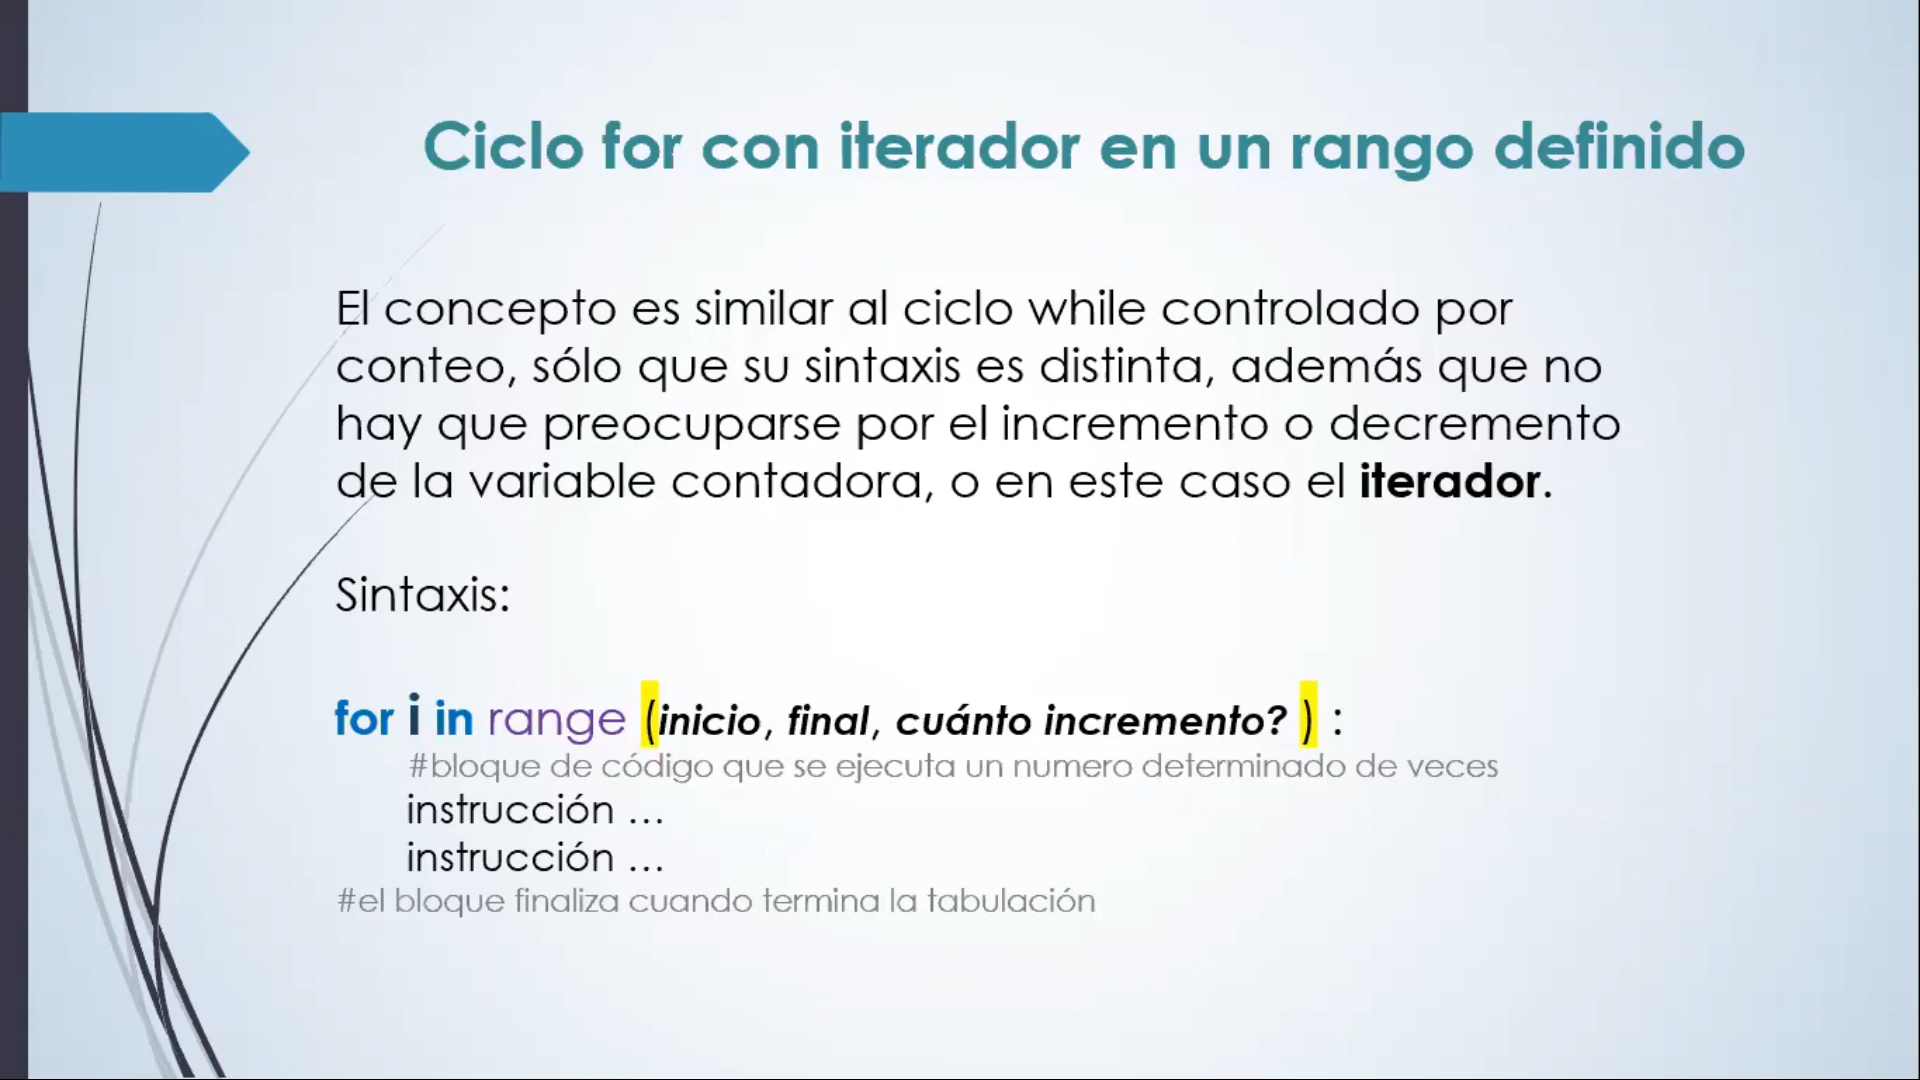 Ciclo for con iterador en un rango definido
El concepto es similar al ciclo while controlado por
conteo, sólo que su sintaxis es distinta, además que no
hay que preocuparse por el incremento o decremento
de la variable contadora, o en este caso el iterador.
Sintaxis:
for i in range (inicio, final, cuánto incremento? ) :
#bloque de código que se ejecuta un numero determinado de veces
instrucción …
instrucción …
#el bloque finaliza cuando termina la tabulación